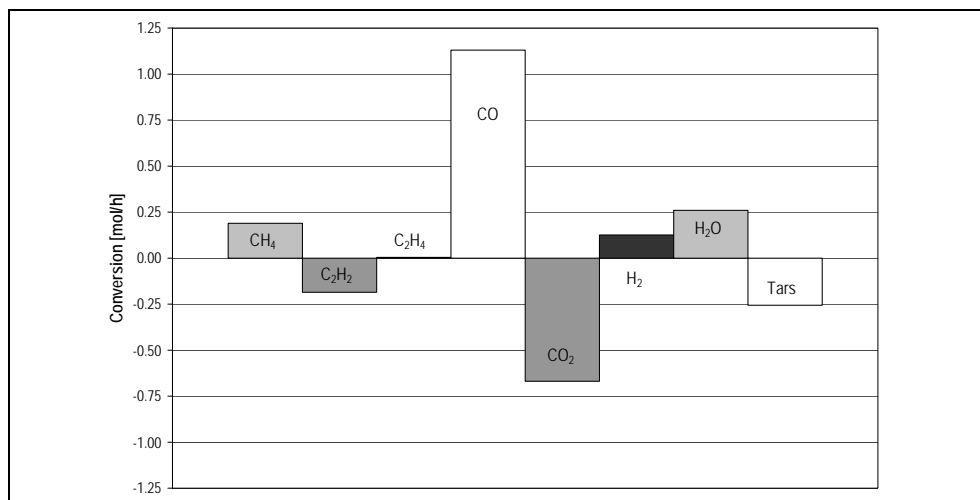 1.25
1.00
0.75
0.50
0.25
0.00
-0.25
-0.50
-0.75
-1.00
-1.25
Conversion [mol/h]
CH₄
C₂H₂
C₂H₄
CO
CO₂
H₂
H₂O
Tars